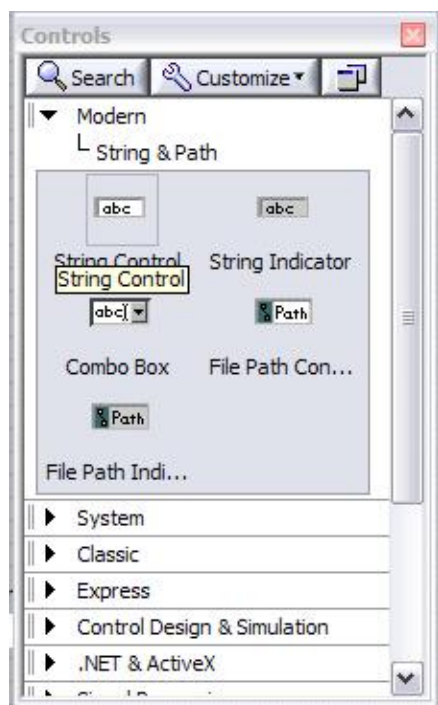 Controls
Search Customize
Modern
String & Path
abc abc
String Control String Indicator
String Control
abc Path
Combo Box File Path Con...
Path
File Path Indi...
System
Classic
Express
Control Design & Simulation
.NET & ActiveX